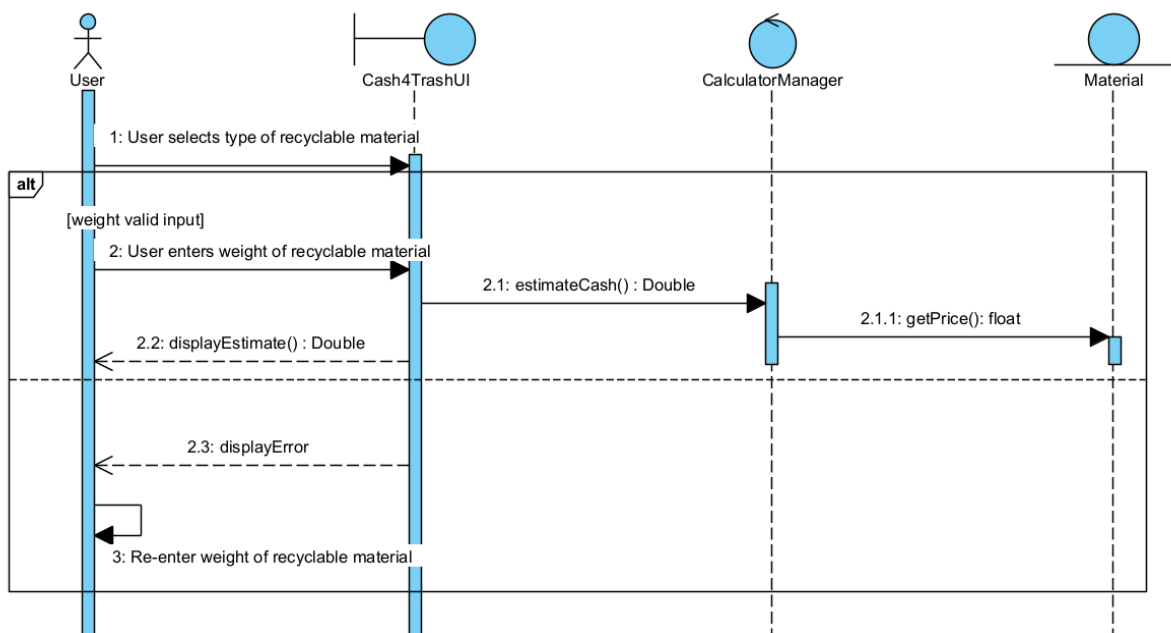 User
Cash4TrashUI
CalculatorManager
Material
1: User selects type of recyclable material
alt
[weight valid input]
2: User enters weight of recyclable material
2.1: estimateCash() : Double
2.1.1: getPrice(): float
2.2: displayEstimate() : Double
2.3: displayError
3: Re-enter weight of recyclable material